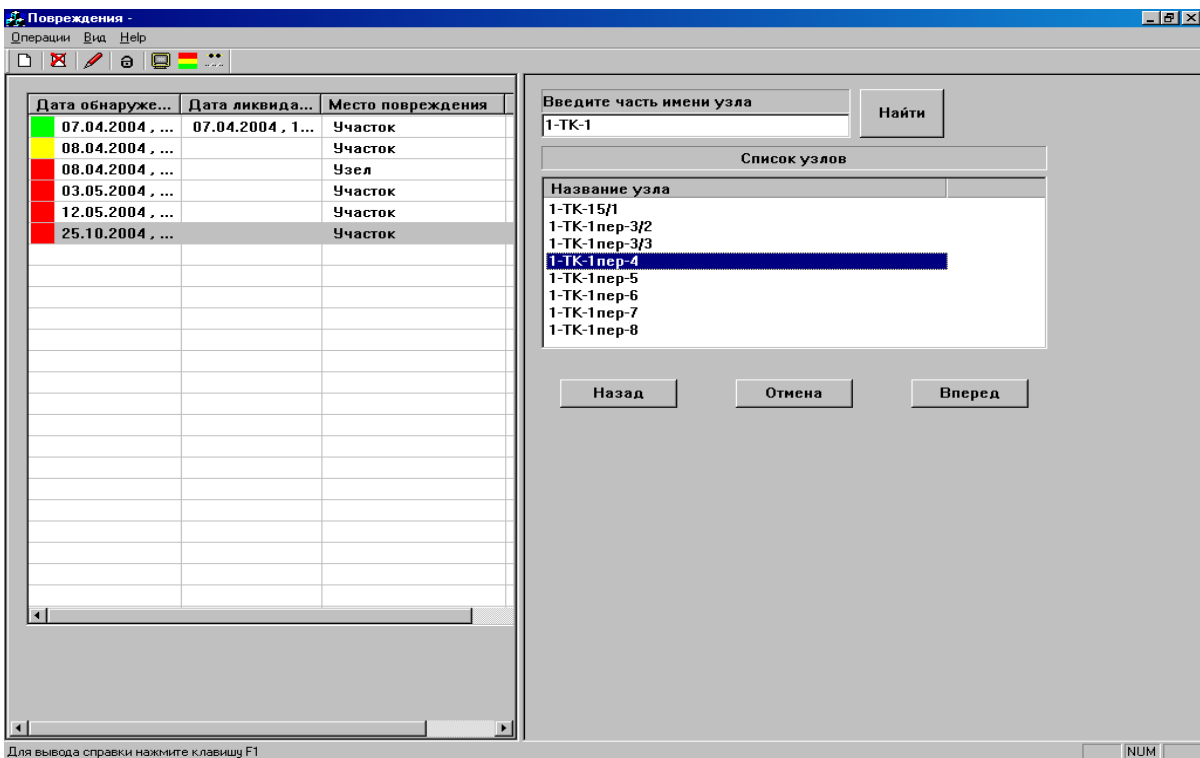 Повреждения -
Операции Вид Help
Дата обнаруже... Дата ликвида... Место повреждения
07.04.2004 , ... 07.04.2004 , 1... Участок
08.04.2004 , ... Участок
08.04.2004 , ... Узел
03.05.2004 , ... Участок
12.05.2004 , ... Участок
25.10.2004 , ... Участок
Введите часть имени узла
Найти
1-ТК-1
Список узлов
Название узла
1-ТК-15/1
1-ТК-1пер-3/2
1-ТК-1пер-3/3
1-ТК-1пер-4
1-ТК-1пер-5
1-ТК-1пер-6
1-ТК-1пер-7
1-ТК-1пер-8
Назад Отмена Вперед
Для вывода справки нажмите клавишу F1 NUM